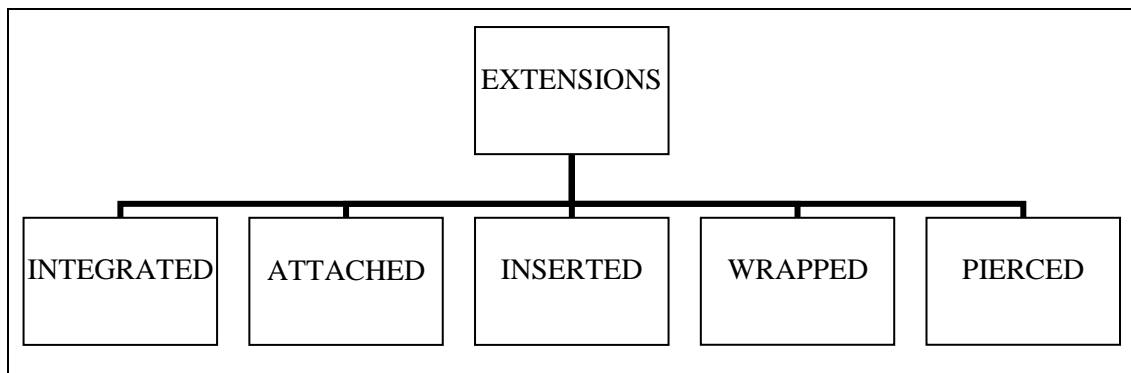 EXTENSIONS
INTEGRATED
ATTACHED
INSERTED
WRAPPED
PIERCED